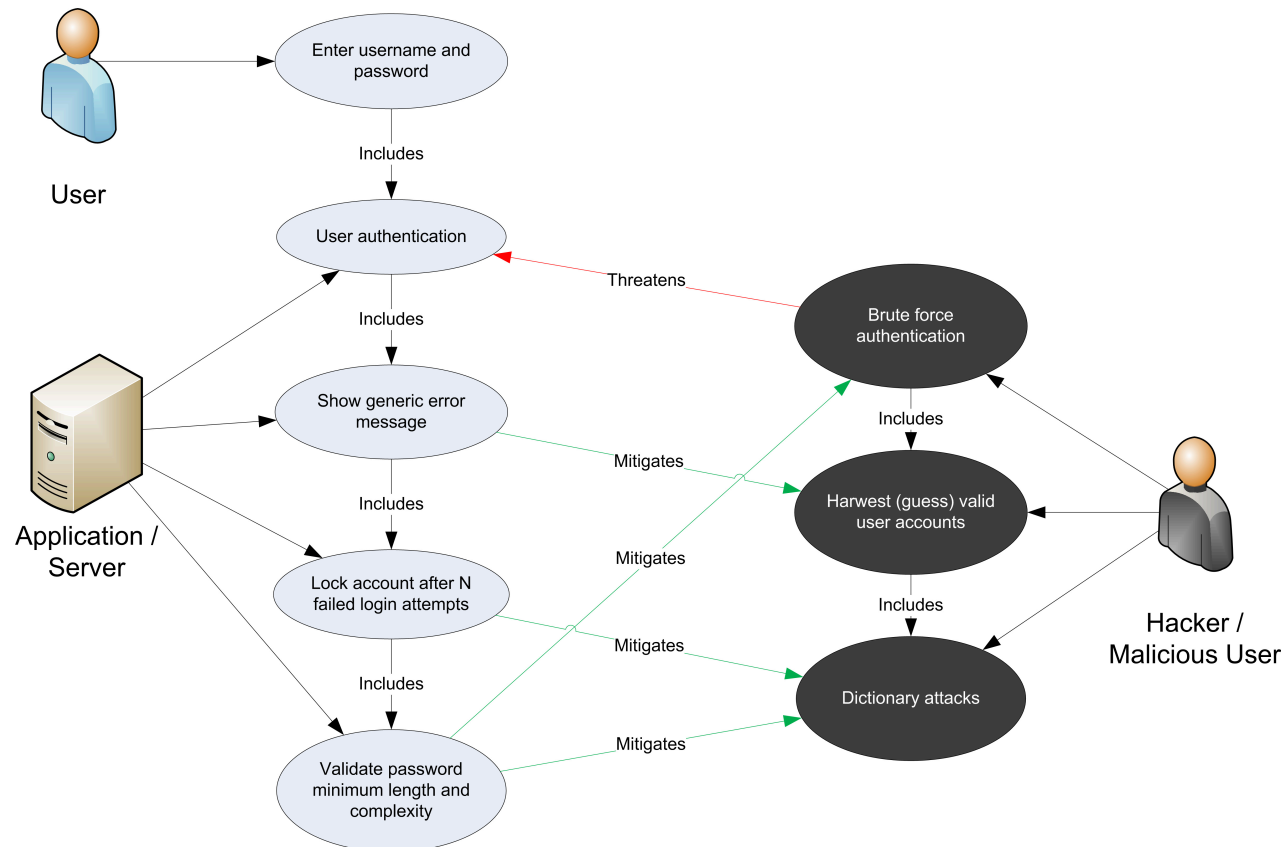 Enter username and
password
Includes
User
User authentication
Threatens
Includes
Brute force
authentication
Show generic error
message
Includes
Mitigates
Includes
Harwest (guess) valid
user accounts
Application /
Server
Mitigates
Lock account after N
failed login attempts
Includes
Mitigates
Hacker /
Malicious User
Includes
Dictionary attacks
Mitigates
Validate password
minimum length and
complexity